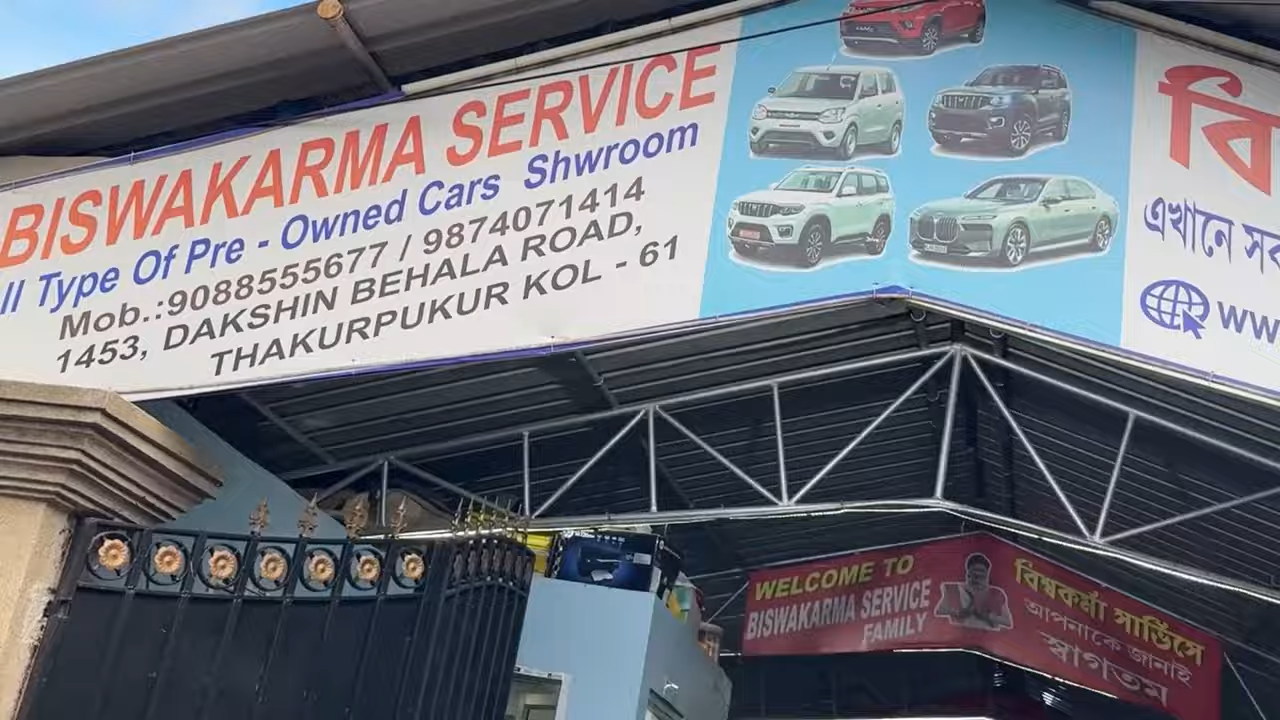 BISWAKARMA SERVICE
ll Type Of Pre - Owned Cars Shwroom
Mob.:9088555677 / 9874071414
1453, DAKSHIN BEHALA ROAD,
THAKURPUKUR KOL - 61
বি
এখানে সব
ww
WELCOME TO
BISWAKARMA SERVICE
FAMILY
বিশ্বকর্মা সার্ভিসে
আপনাকে জানাই
স্বাগতম